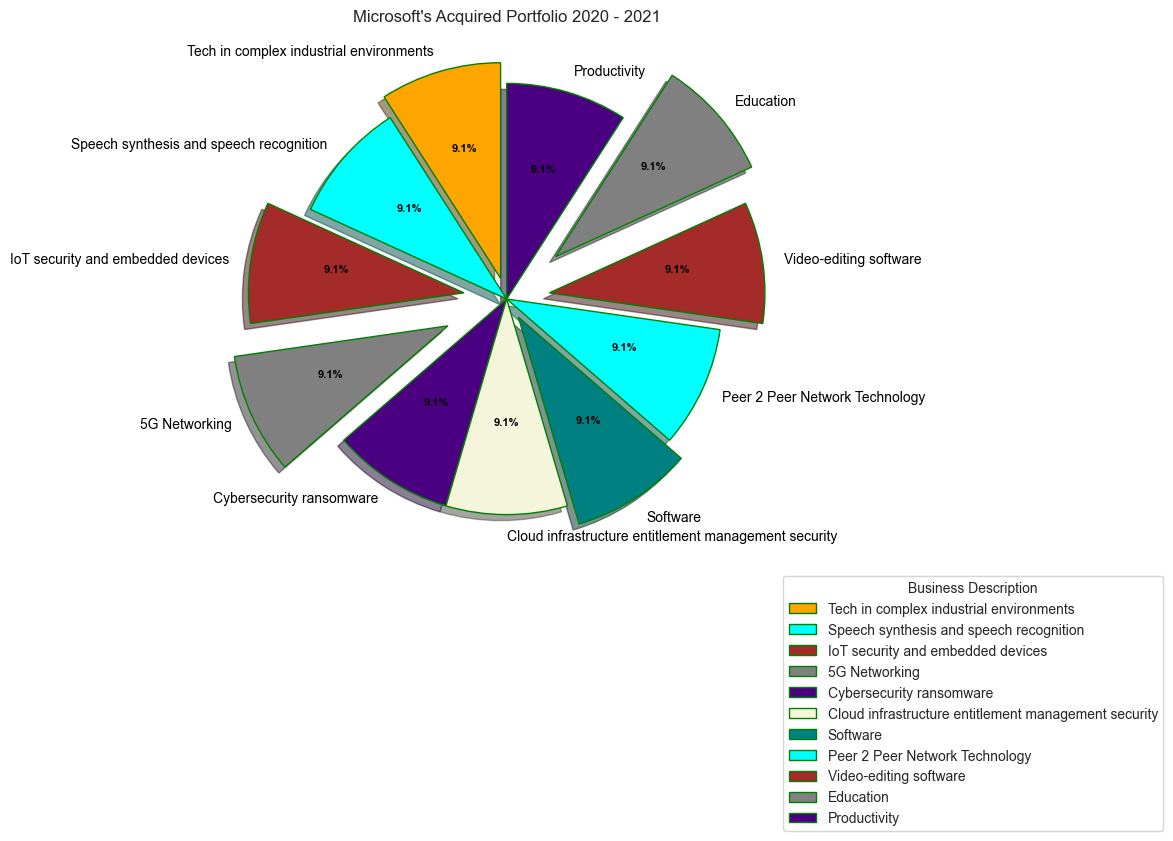 Microsoft's Acquired Portfolio 2020 - 2021
Tech in complex industrial environments
Productivity
Education
Speech synthesis and speech recognition
IoT security and embedded devices
Video-editing software
5G Networking
Peer 2 Peer Network Technology
Cybersecurity ransomware
Software
Cloud infrastructure entitlement management security
9.1%
9.1%
9.1%
9.1%
9.1%
9.1%
9.1%
9.1%
9.1%
9.1%
9.1%
Business Description
Tech in complex industrial environments
Speech synthesis and speech recognition
IoT security and embedded devices
5G Networking
Cybersecurity ransomware
Cloud infrastructure entitlement management security
Software
Peer 2 Peer Network Technology
Video-editing software
Education
Productivity